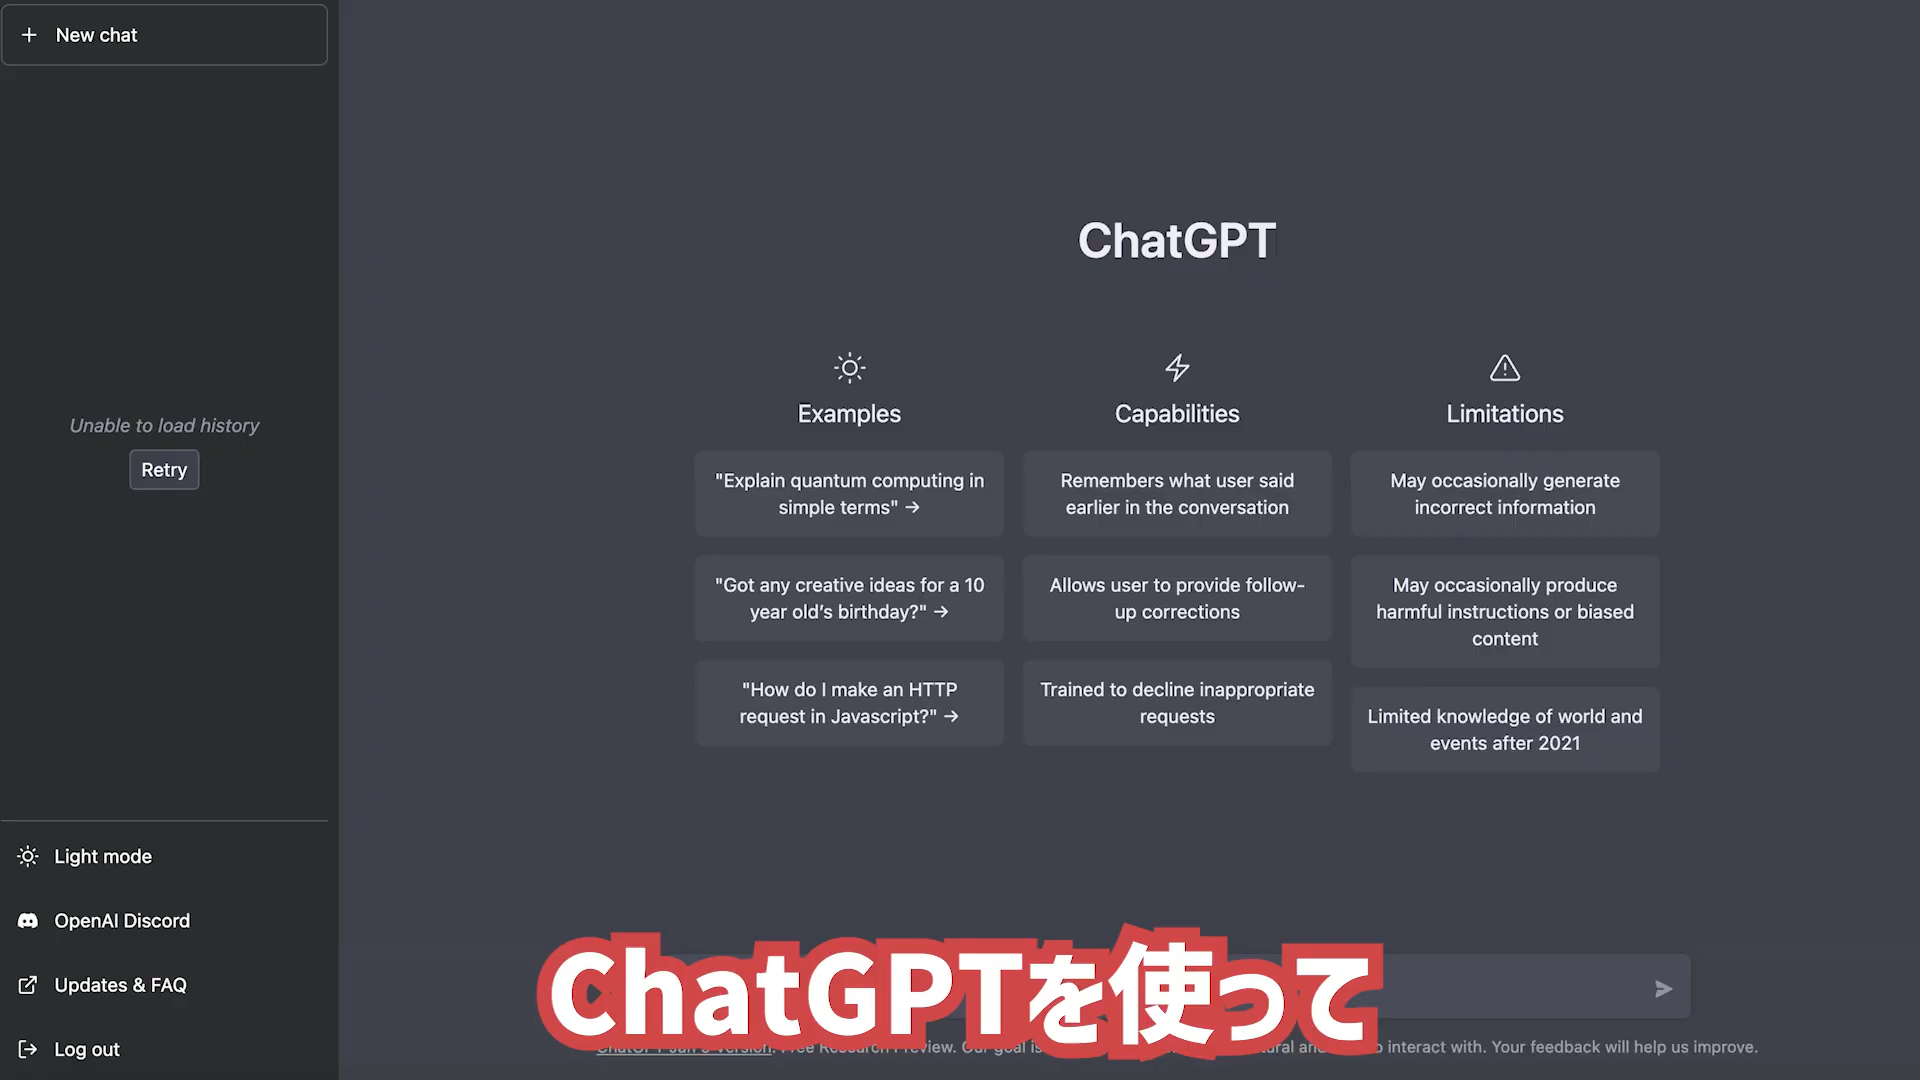 New chat
Unable to load history
Retry
Light mode
OpenAI Discord
Updates & FAQ
Log out
ChatGPT
Examples
"Explain quantum computing in
simple terms" →
"Got any creative ideas for a 10
year old's birthday?" →
"How do I make an HTTP
request in Javascript?" →
Capabilities
Remembers what user said
earlier in the conversation
Allows user to provide follow-
up corrections
Trained to decline inappropriate
requests
Limitations
May occasionally generate
incorrect information
May occasionally produce
harmful instructions or biased
content
Limited knowledge of world and
events after 2021
ChatGPTを使って
interact with. Your feedback will help us improve.